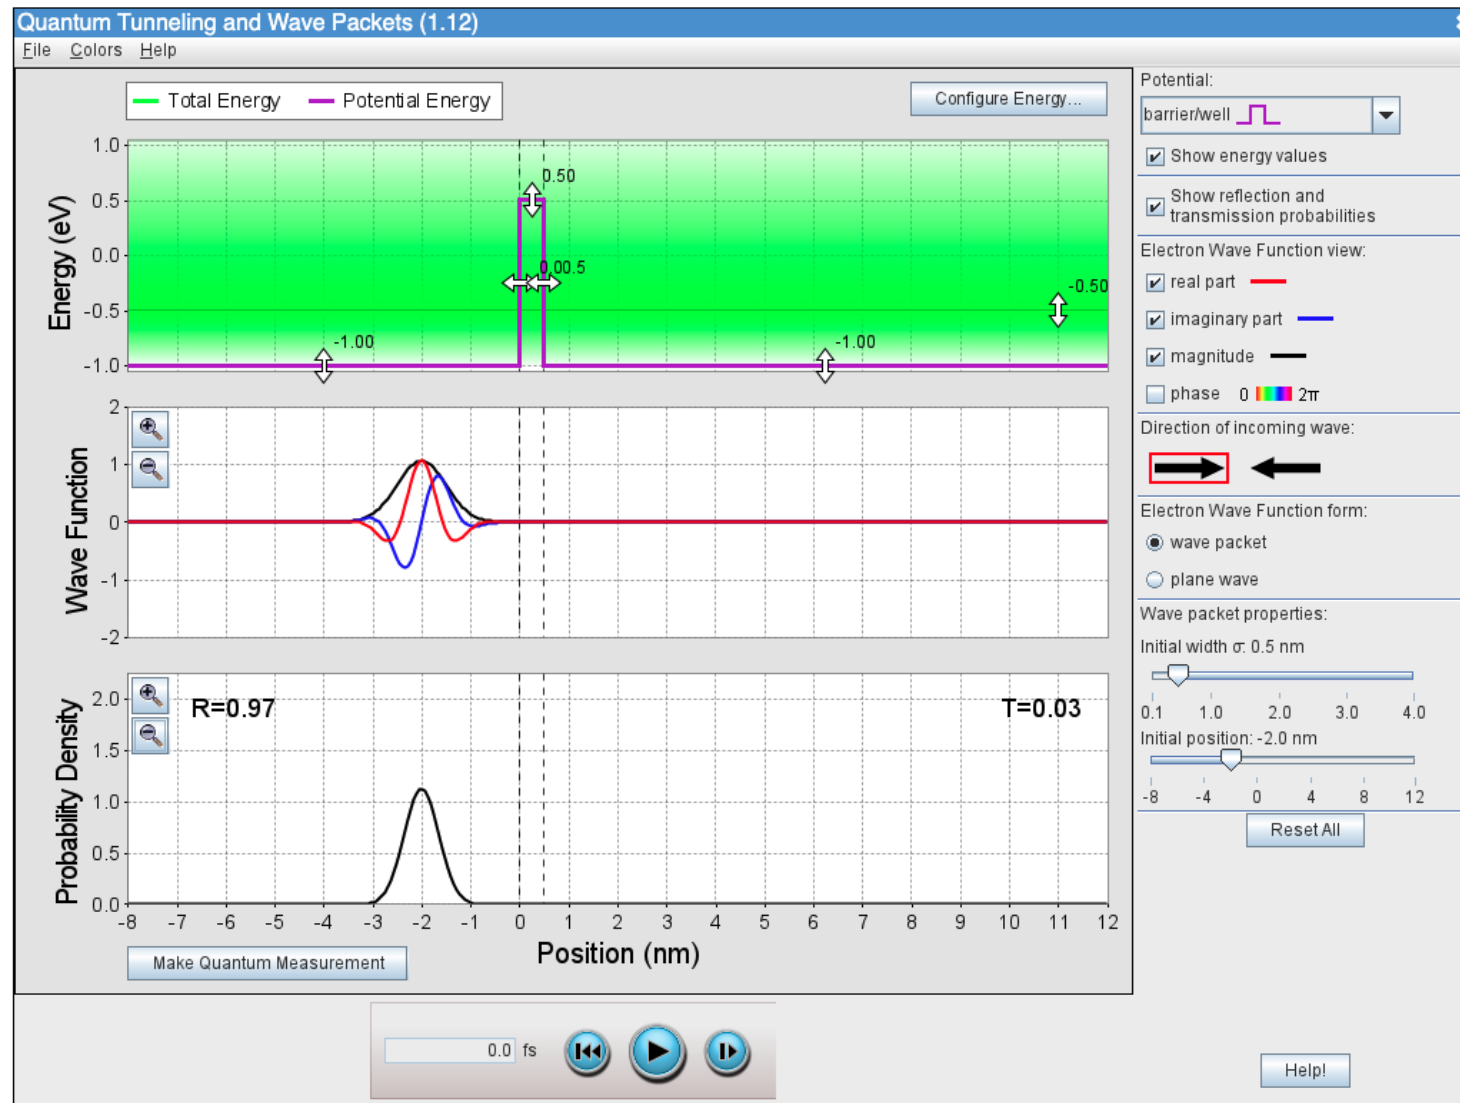 Quantum Tunneling and Wave Packets (1.12)
File Colors Help
Total Energy Potential Energy
Configure Energy...
Energy (eV)
1.0
0.5
0.0
-0.5
-1.0
0.50
0.00.5
-0.50
-1.00
-1.00
Wave Function
2
1
0
-1
-2
Probability Density
2.0
1.5
1.0
0.5
0.0
R=0.97
T=0.03
-8 -7 -6 -5 -4 -3 -2 -1 0 1 2 3 4 5 6 7 8 9 10 11 12
Position (nm)
Make Quantum Measurement
0.0 fs
Potential:
barrier/well
Show energy values
Show reflection and
transmission probabilities
Electron Wave Function view:
real part
imaginary part
magnitude
phase 0 2π
Direction of incoming wave:
Electron Wave Function form:
wave packet
plane wave
Wave packet properties:
Initial width σ: 0.5 nm
0.1 1.0 2.0 3.0 4.0
Initial position: -2.0 nm
-8 -4 0 4 8 12
Reset All
Help!